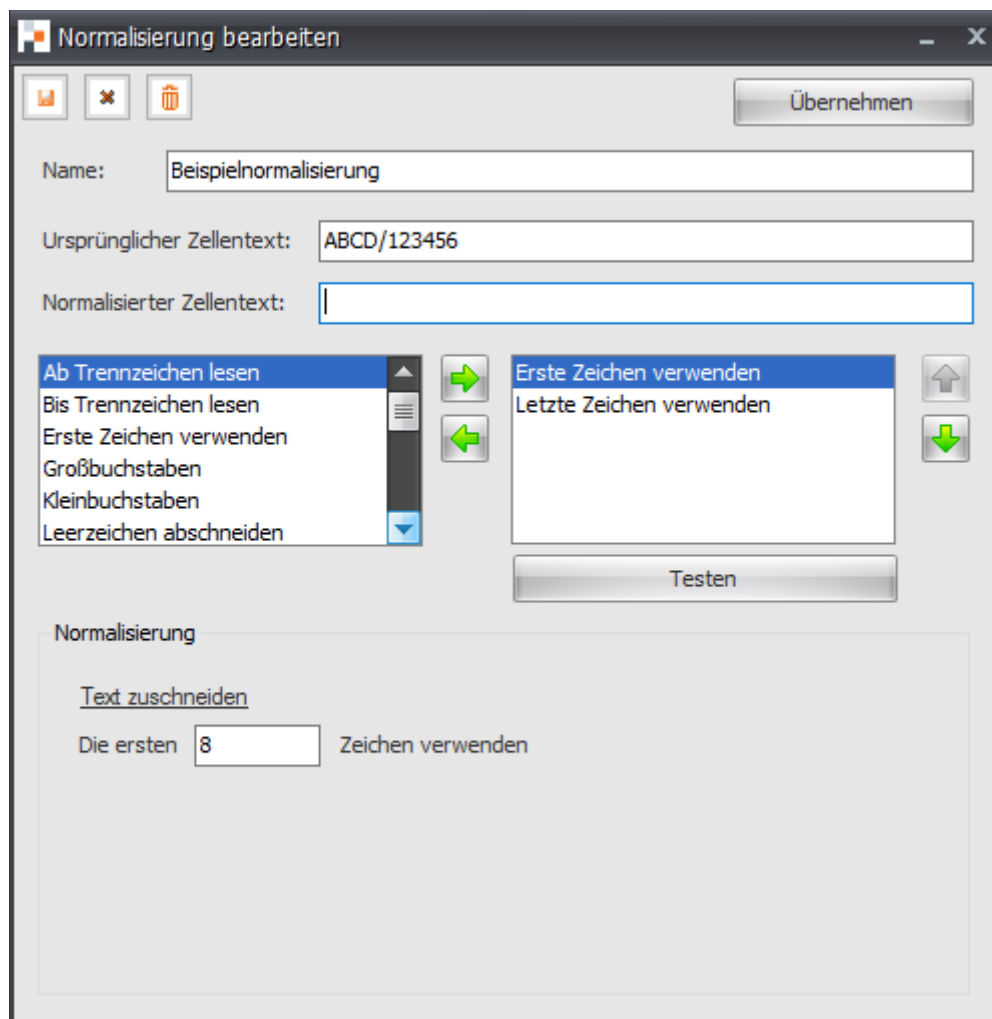 Normalisierung bearbeiten
Übernehmen
Name: Beispielnormalisierung
Ursprünglicher Zellentext: ABCD/123456
Normalisierter Zellentext:
Ab Trennzeichen lesen
Bis Trennzeichen lesen
Erste Zeichen verwenden
Großbuchstaben
Kleinbuchstaben
Leerzeichen abschneiden
Erste Zeichen verwenden
Letzte Zeichen verwenden
Testen
Normalisierung
Text zuschneiden
Die ersten 8 Zeichen verwenden